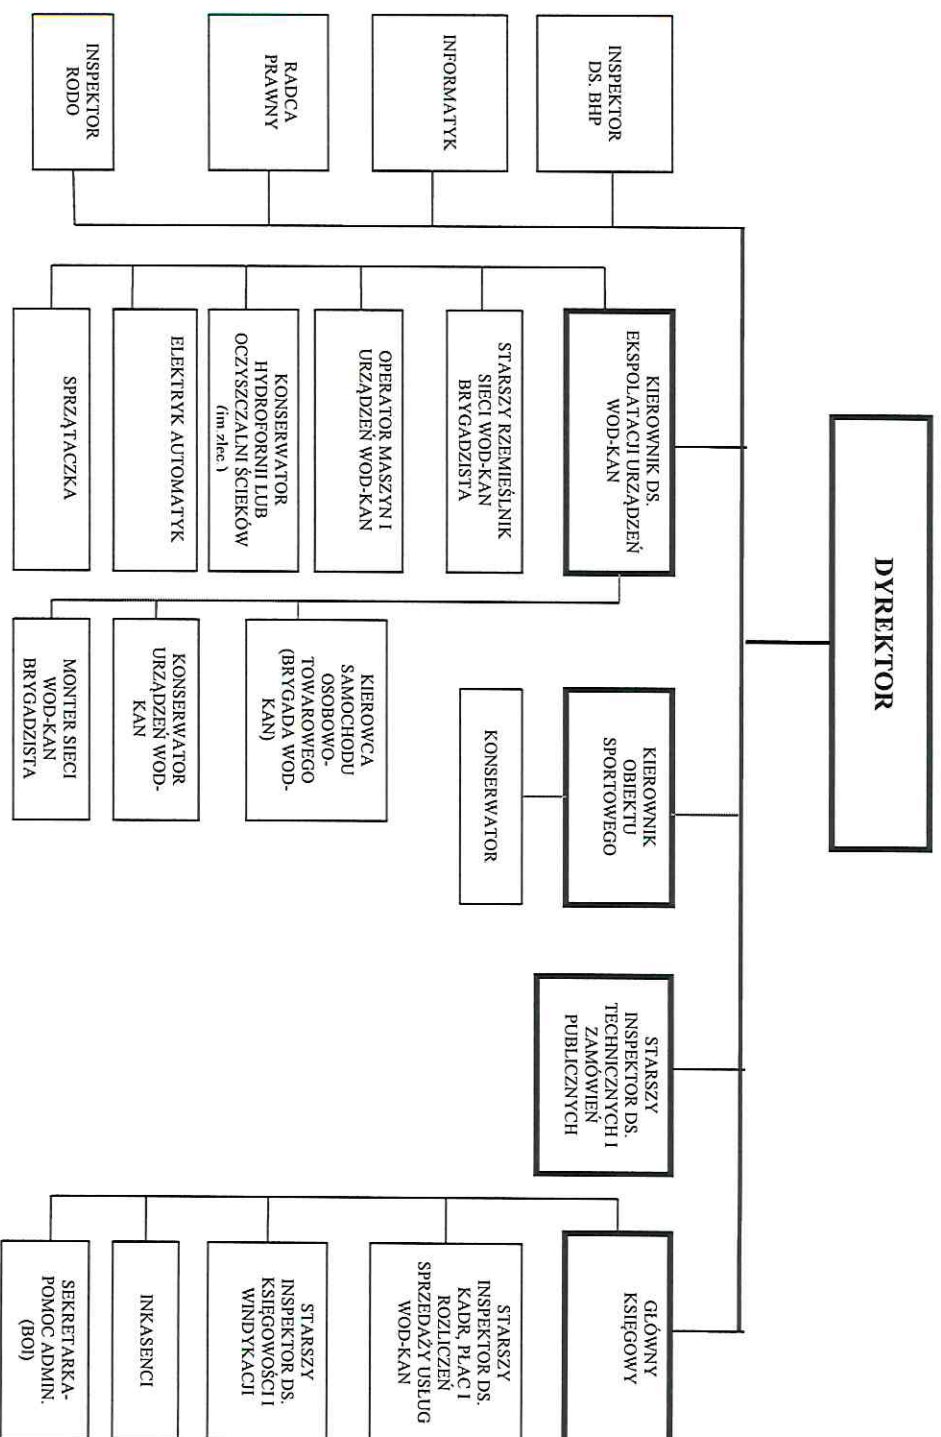 DYREKTOR
INSPEKTOR
DS. BHP
INFORMATYK
RADCA
PRAWNY
INSPEKTOR
RODO
KIEROWNIK DS.
EKSPOLATACJI URZĄDZEŃ
WOD-KAN
STARSZY RZEMIEŚLNIK
SIECI WOD-KAN
BRYGADZISTA
OPERATOR MASZYN I
URZĄDZEŃ WOD-KAN
KONSERWATOR
HYDROFORNII LUB
OCZYSZCZALNI ŚCIEKÓW
(um.zlec.)
ELEKTRYK AUTOMATYK
SPRZĄTACZKA
KIEROWCA
SAMOCHODU
OSOBOWO-
TOWAROWEGO
(BRYGADA WOD-
KAN)
KONSERWATOR
URZĄDZEŃ WOD-
KAN
MONTER SIECI
WOD-KAN
BRYGADZISTA
KIEROWNIK
OBIEKTU
SPORTOWEGO
KONSERWATOR
STARSZY
INSPEKTOR DS.
TECHNICZNYCH I
ZAMÓWIEŃ
PUBLICZNYCH
GŁÓWNY
KSIĘGOWY
STARSZY
INSPEKTOR DS.
KADR, PŁAC I
ROZLICZEŃ
SPRZEDAŻY USŁUG
WOD-KAN
STARSZY
INSPEKTOR DS.
KSIĘGOWOŚCI I
WINDYKACJI
INKASENCI
SEKRETARKA-
POMOC ADMIN.
(BOI)